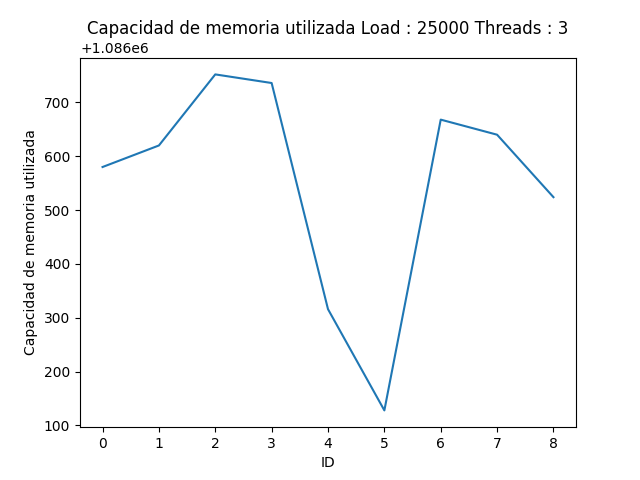 Capacidad de memoria utilizada Load : 25000 Threads : 3
+1.086e6
Capacidad de memoria utilizada
700
600
500
400
300
200
100
0 1 2 3 4 5 6 7 8
ID